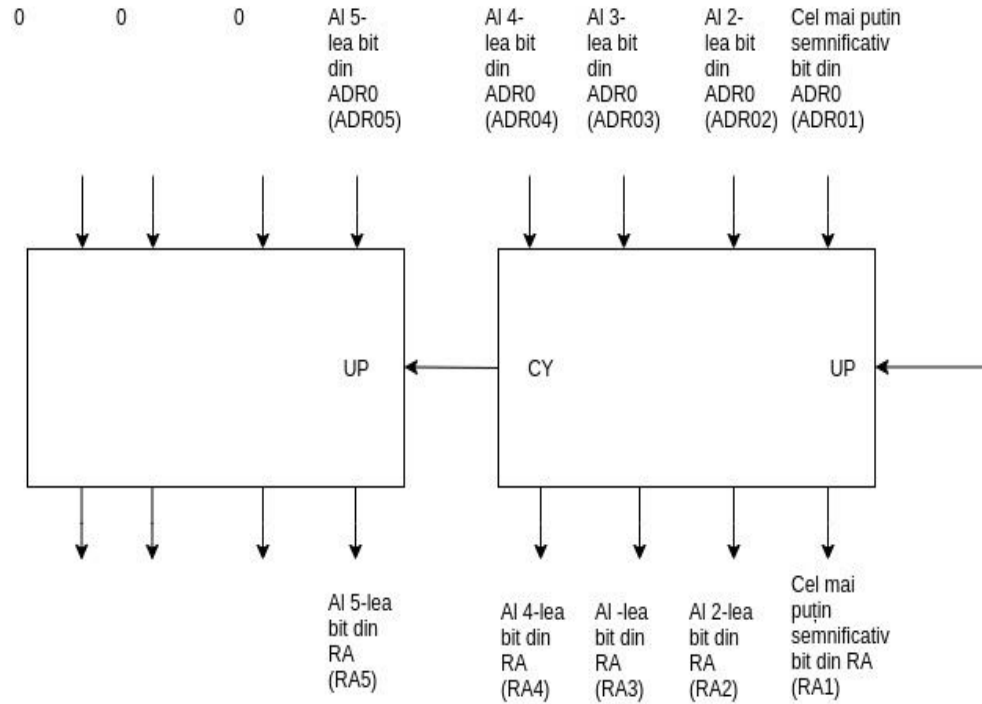 0
0
0
Al 5-
lea bit
din
ADR0
(ADR05)
Al 4-
lea bit
din
ADR0
(ADR04)
Al 3-
lea bit
din
ADR0
(ADR03)
Al 2-
lea bit
din
ADR0
(ADR02)
Cel mai putin
semnificativ
bit din
ADR0
(ADR01)
UP
CY
UP
Al 5-lea
bit din
RA
(RA5)
Al 4-lea
bit din
RA
(RA4)
Al -lea
bit din
RA
(RA3)
Al 2-lea
bit din
RA
(RA2)
Cel mai
puțin
semnificativ
bit din RA
(RA1)